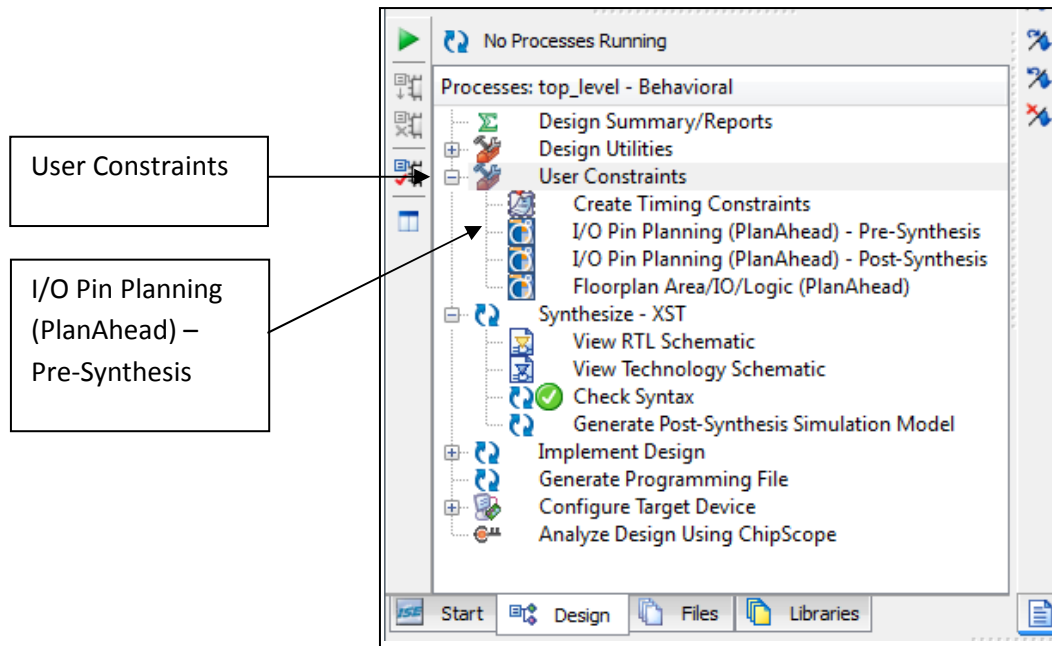 User Constraints
I/O Pin Planning
(PlanAhead) –
Pre-Synthesis
No Processes Running
Processes: top_level - Behavioral
Design Summary/Reports
Design Utilities
User Constraints
Create Timing Constraints
I/O Pin Planning (PlanAhead) - Pre-Synthesis
I/O Pin Planning (PlanAhead) - Post-Synthesis
Floorplan Area/IO/Logic (PlanAhead)
Synthesize - XST
View RTL Schematic
View Technology Schematic
Check Syntax
Generate Post-Synthesis Simulation Model
Implement Design
Generate Programming File
Configure Target Device
Analyze Design Using ChipScope
ISE Start Design Files Libraries